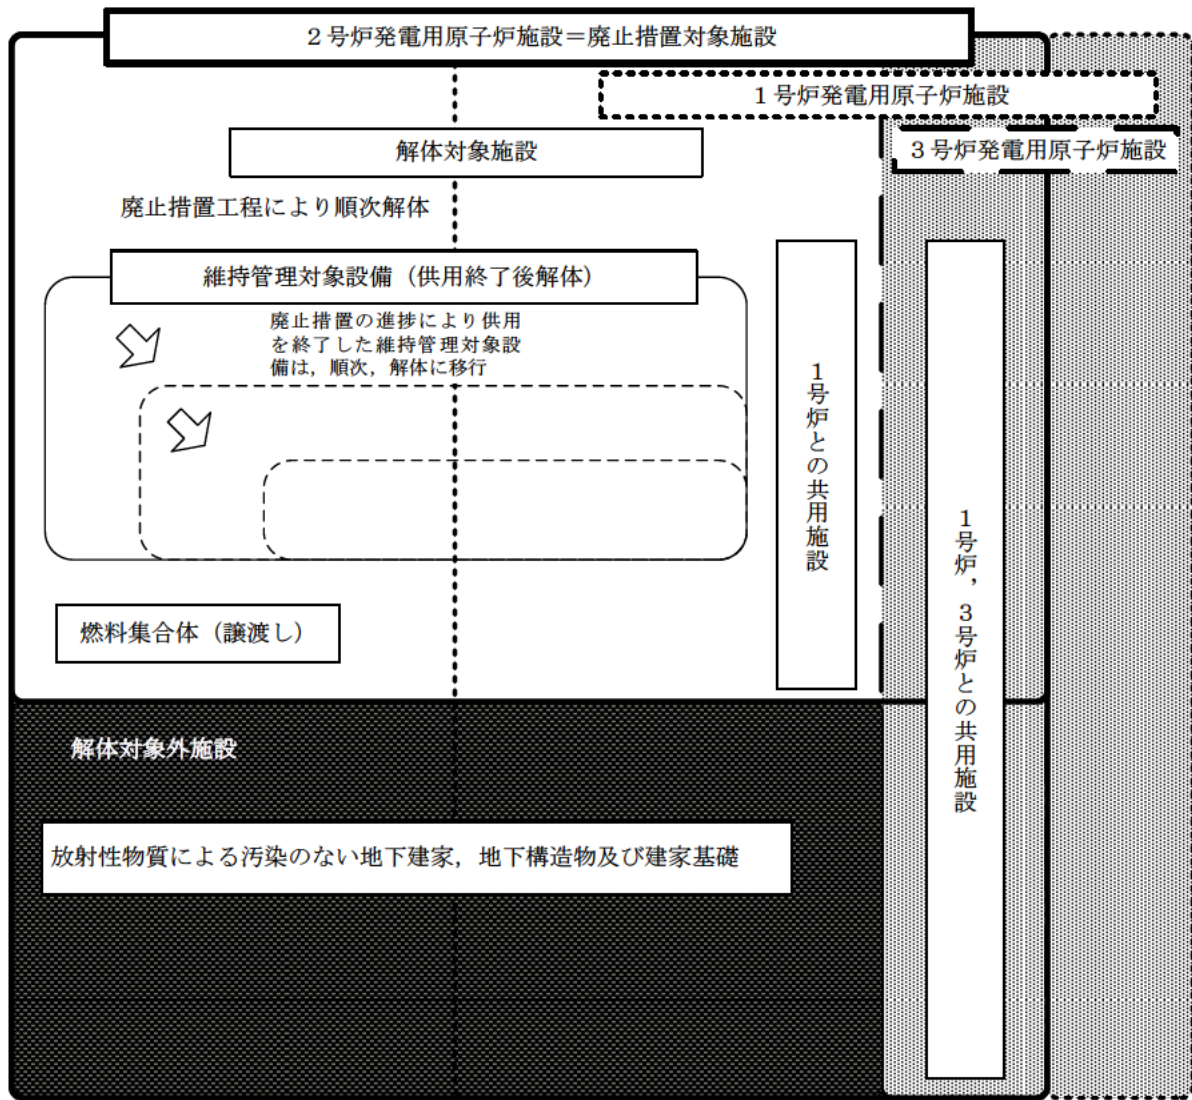 ２号炉発電用原子炉施設＝廃止措置対象施設
１号炉発電用原子炉施設
３号炉発電用原子炉施設
解体対象施設
廃止措置工程により順次解体
維持管理対象設備（供用終了後解体）
廃止措置の進捗により供用
を終了した維持管理対象設
備は，順次，解体に移行
１号炉との共用施設
１号炉，３号炉との共用施設
燃料集合体（譲渡し）
解体対象外施設
放射性物質による汚染のない地下建家，地下構造物及び建家基礎